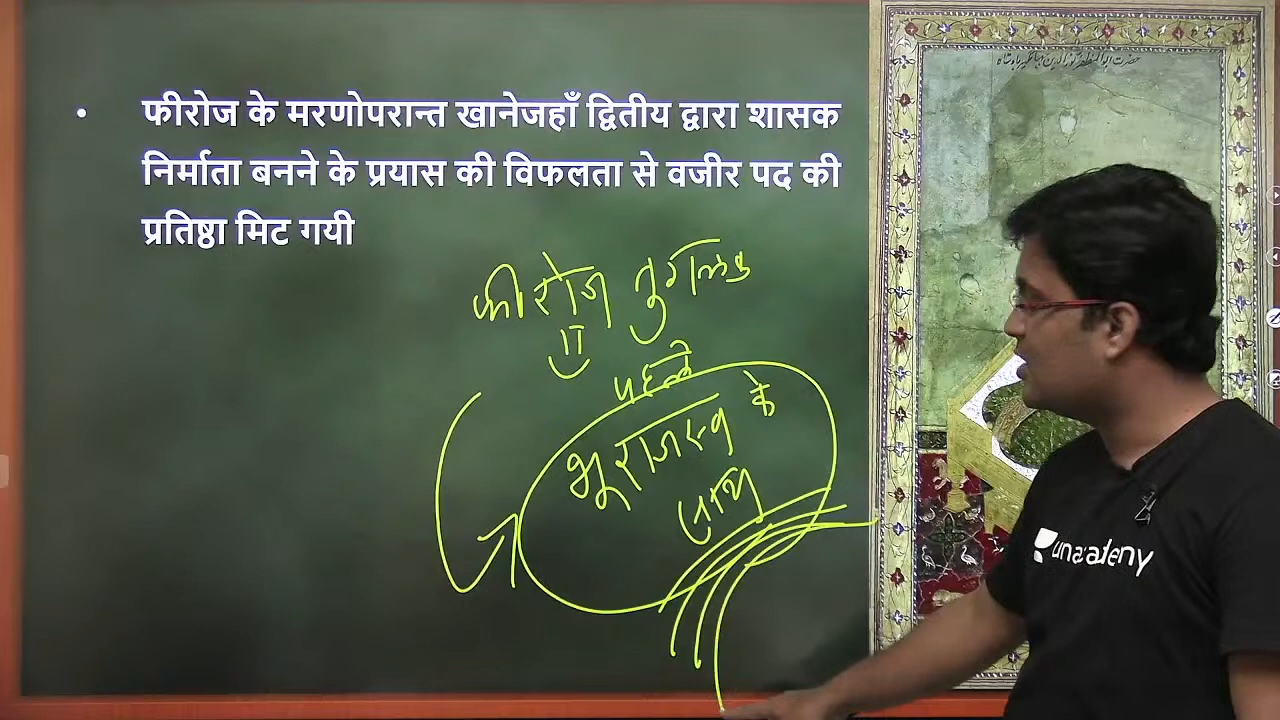 • फीरोज के मरणोपरान्त खानेजहाँ द्वितीय द्वारा शासक
निर्माता बनने के प्रयास की विफलता से वजीर पद की
प्रतिष्ठा मिट गयी
फीरोज तुगलक
II
पहले
भू राजस्व के
साथ
unacademy